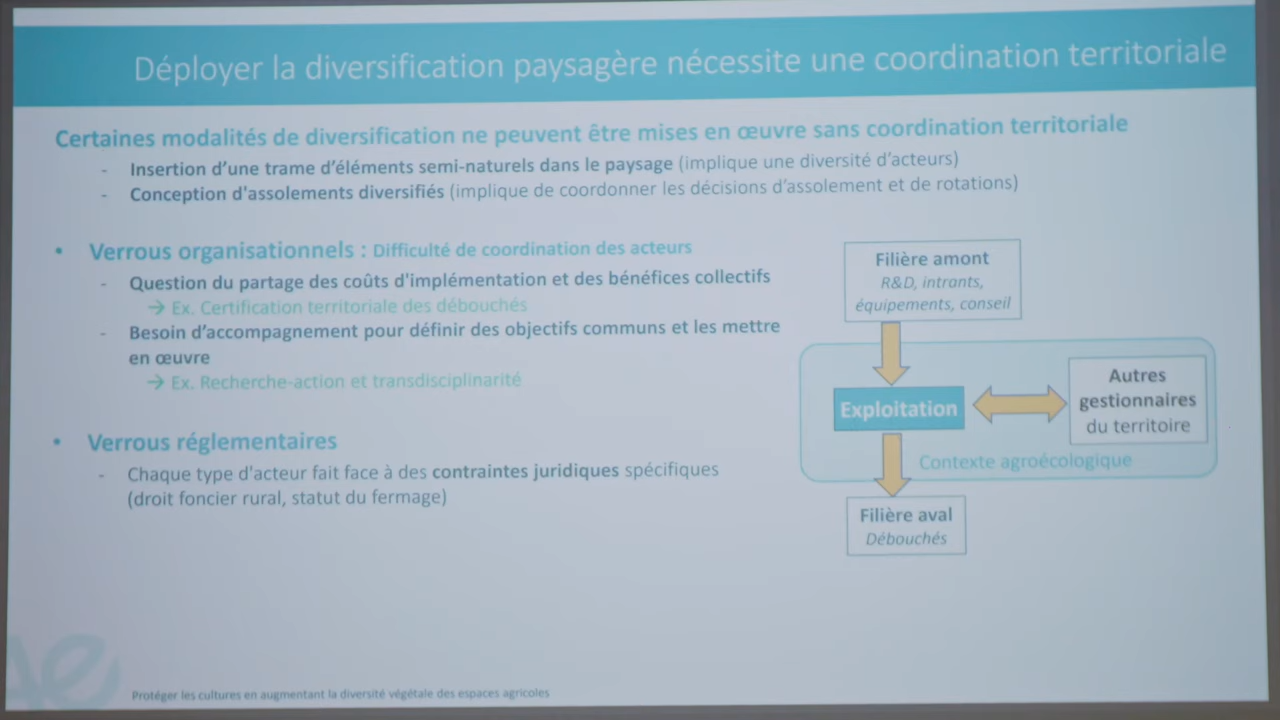 Déployer la diversification paysagère nécessite une coordination territoriale
Certaines modalités de diversification ne peuvent être mises en œuvre sans coordination territoriale
- Insertion d'une trame d'éléments semi-naturels dans le paysage (implique une diversité d'acteurs)
- Conception d'assolements diversifiés (implique de coordonner les décisions d'assolement et de rotations)
• Verrous organisationnels : Difficulté de coordination des acteurs
- Question du partage des coûts d'implémentation et des bénéfices collectifs
→ Ex. Certification territoriale des débouchés
- Besoin d'accompagnement pour définir des objectifs communs et les mettre
en œuvre
→ Ex. Recherche-action et transdisciplinarité
• Verrous réglementaires
- Chaque type d'acteur fait face à des contraintes juridiques spécifiques
(droit foncier rural, statut du fermage)
Filière amont
R&D, intrants,
équipements, conseil
Exploitation
Autres
gestionnaires
du territoire
Contexte agroécologique
Filière aval
Débouchés
Protéger les cultures en augmentant la diversité végétale des espaces agricoles